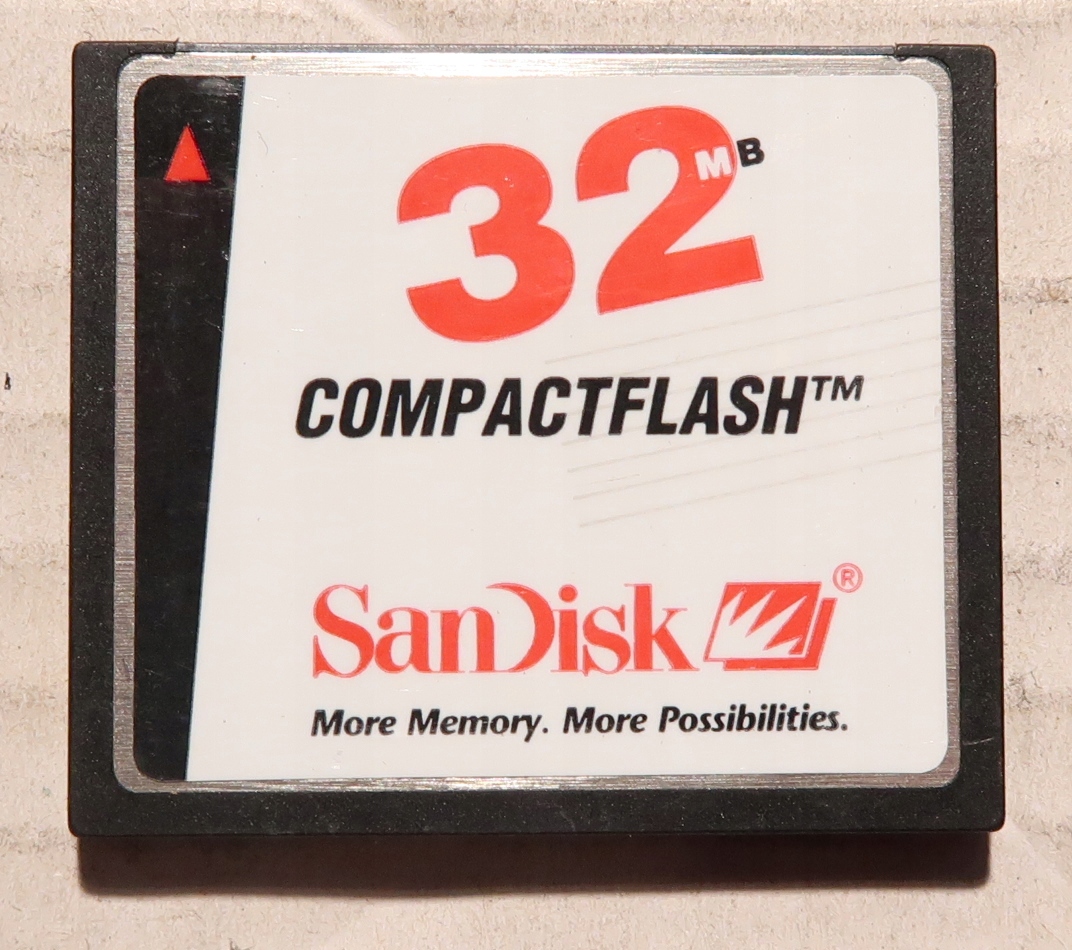 32MB
COMPACTFLASH™
SanDisk®
More Memory. More Possibilities.